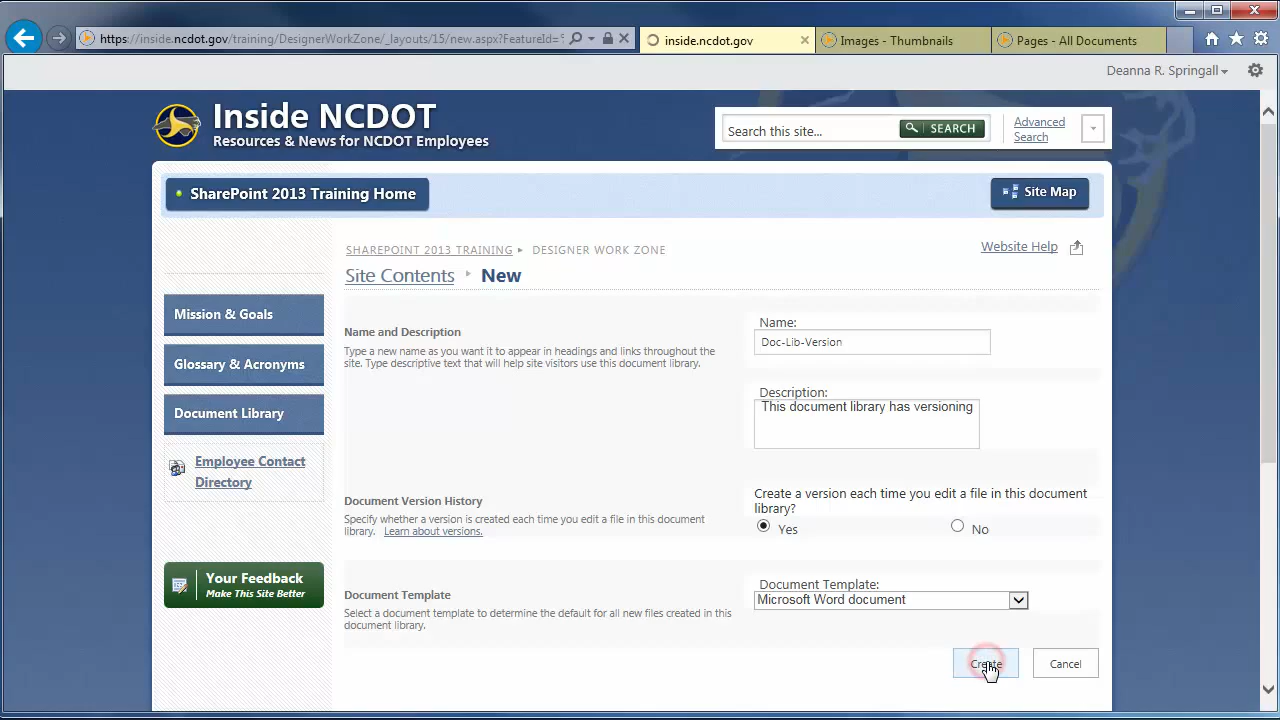 https://inside.ncdot.gov/training/DesignerWorkZone/_layouts/15/new.aspx?FeatureId=
inside.ncdot.gov
Images - Thumbnails
Pages - All Documents
Deanna R. Springall
Inside NCDOT
Resources & News for NCDOT Employees
Search this site...
SEARCH
Advanced
Search
SharePoint 2013 Training Home
Site Map
SHAREPOINT 2013 TRAINING
DESIGNER WORK ZONE
Website Help
Site Contents
New
Mission & Goals
Glossary & Acronyms
Document Library
Employee Contact
Directory
Your Feedback
Make This Site Better
Name and Description
Type a new name as you want it to appear in headings and links throughout the
site. Type descriptive text that will help site visitors use this document library.
Name:
Doc-Lib-Version
Description:
This document library has versioning
Document Version History
Specify whether a version is created each time you edit a file in this document
library. Learn about versions.
Create a version each time you edit a file in this document
library?
Yes
No
Document Template
Select a document template to determine the default for all new files created in this
document library.
Document Template:
Microsoft Word document
Create
Cancel